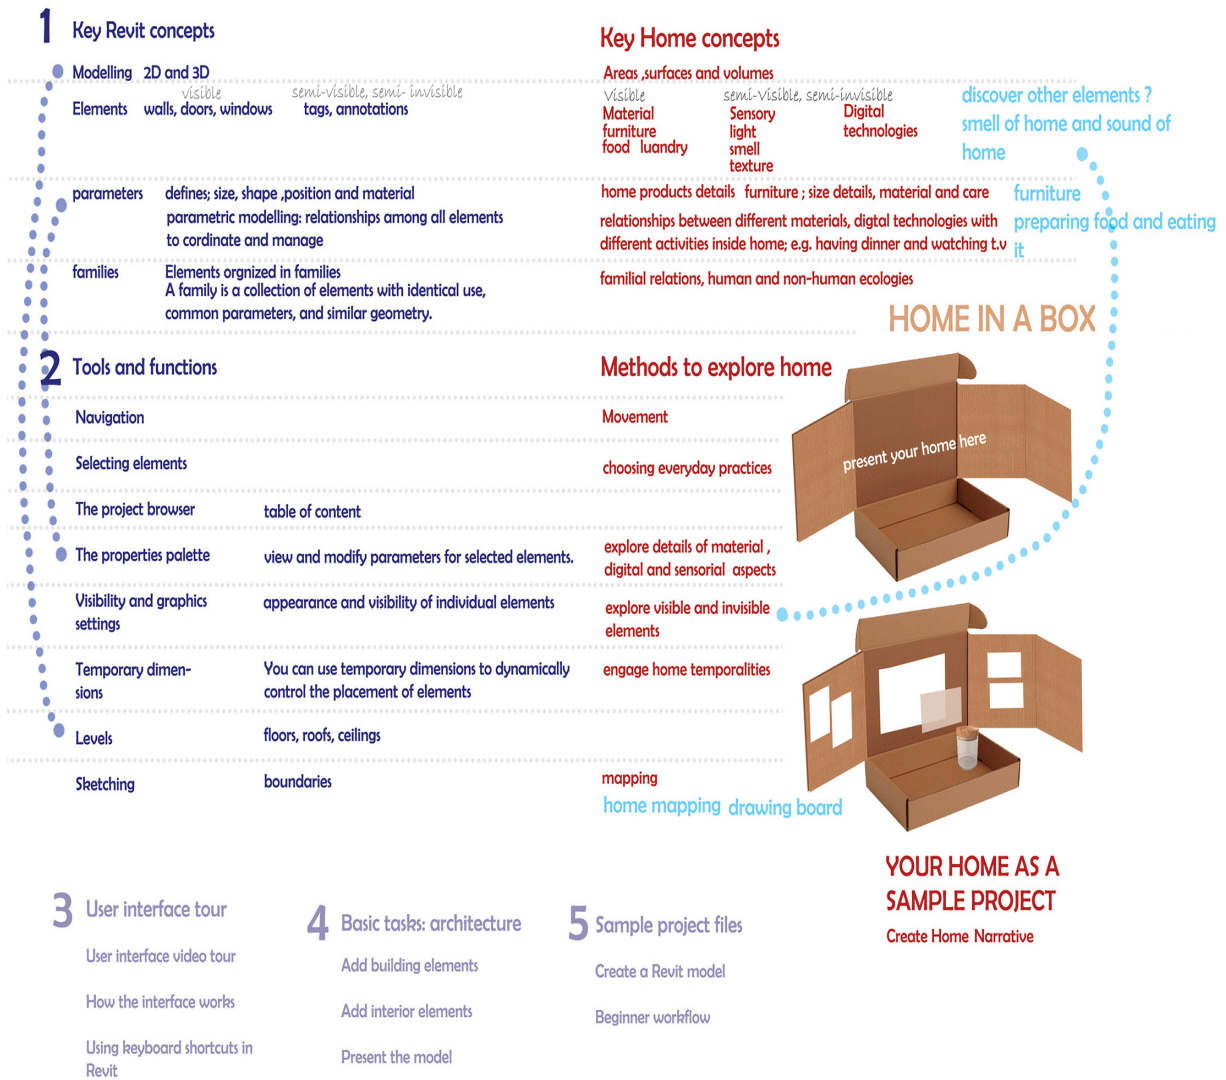 1 Key Revit concepts
Key Home concepts
Modelling 2D and 3D
Areas ,surfaces and volumes
visible semi-visible, semi- invisible
Elements walls, doors, windows tags, annotations
Visible semi-Visible, semi-invisible
Material
furniture
food luandry
Sensory
light
smell
texture
Digital
technologies
discover other elements ?
smell of home and sound of
home
parameters defines; size, shape ,position and material
parametric modelling: relationships among all elements
to cordinate and manage
home products details furniture ; size details, material and care
relationships between different materials, digtal technologies with
different activities inside home; e.g. having dinner and watching t.v
furniture
preparing food and eating
it
families Elements orgnized in families
A family is a collection of elements with identical use,
common parameters, and similar geometry.
familial relations, human and non-human ecologies
HOME IN A BOX
2 Tools and functions
Methods to explore home
Navigation
Movement
present your home here
Selecting elements
choosing everyday practices
The project browser table of content
The properties palette view and modify parameters for selected elements.
explore details of material ,
digital and sensorial aspects
Visibility and graphics
settings
appearance and visibility of individual elements
explore visible and invisible
elements
Temporary dimen-
sions
You can use temporary dimensions to dynamically
control the placement of elements
engage home temporalities
Levels floors, roofs, ceilings
Sketching boundaries
mapping
home mapping drawing board
YOUR HOME AS A
SAMPLE PROJECT
Create Home Narrative
3 User interface tour
User interface video tour
How the interface works
Using keyboard shortcuts in
Revit
4 Basic tasks: architecture
Add building elements
Add interior elements
Present the model
5 Sample project files
Create a Revit model
Beginner workflow